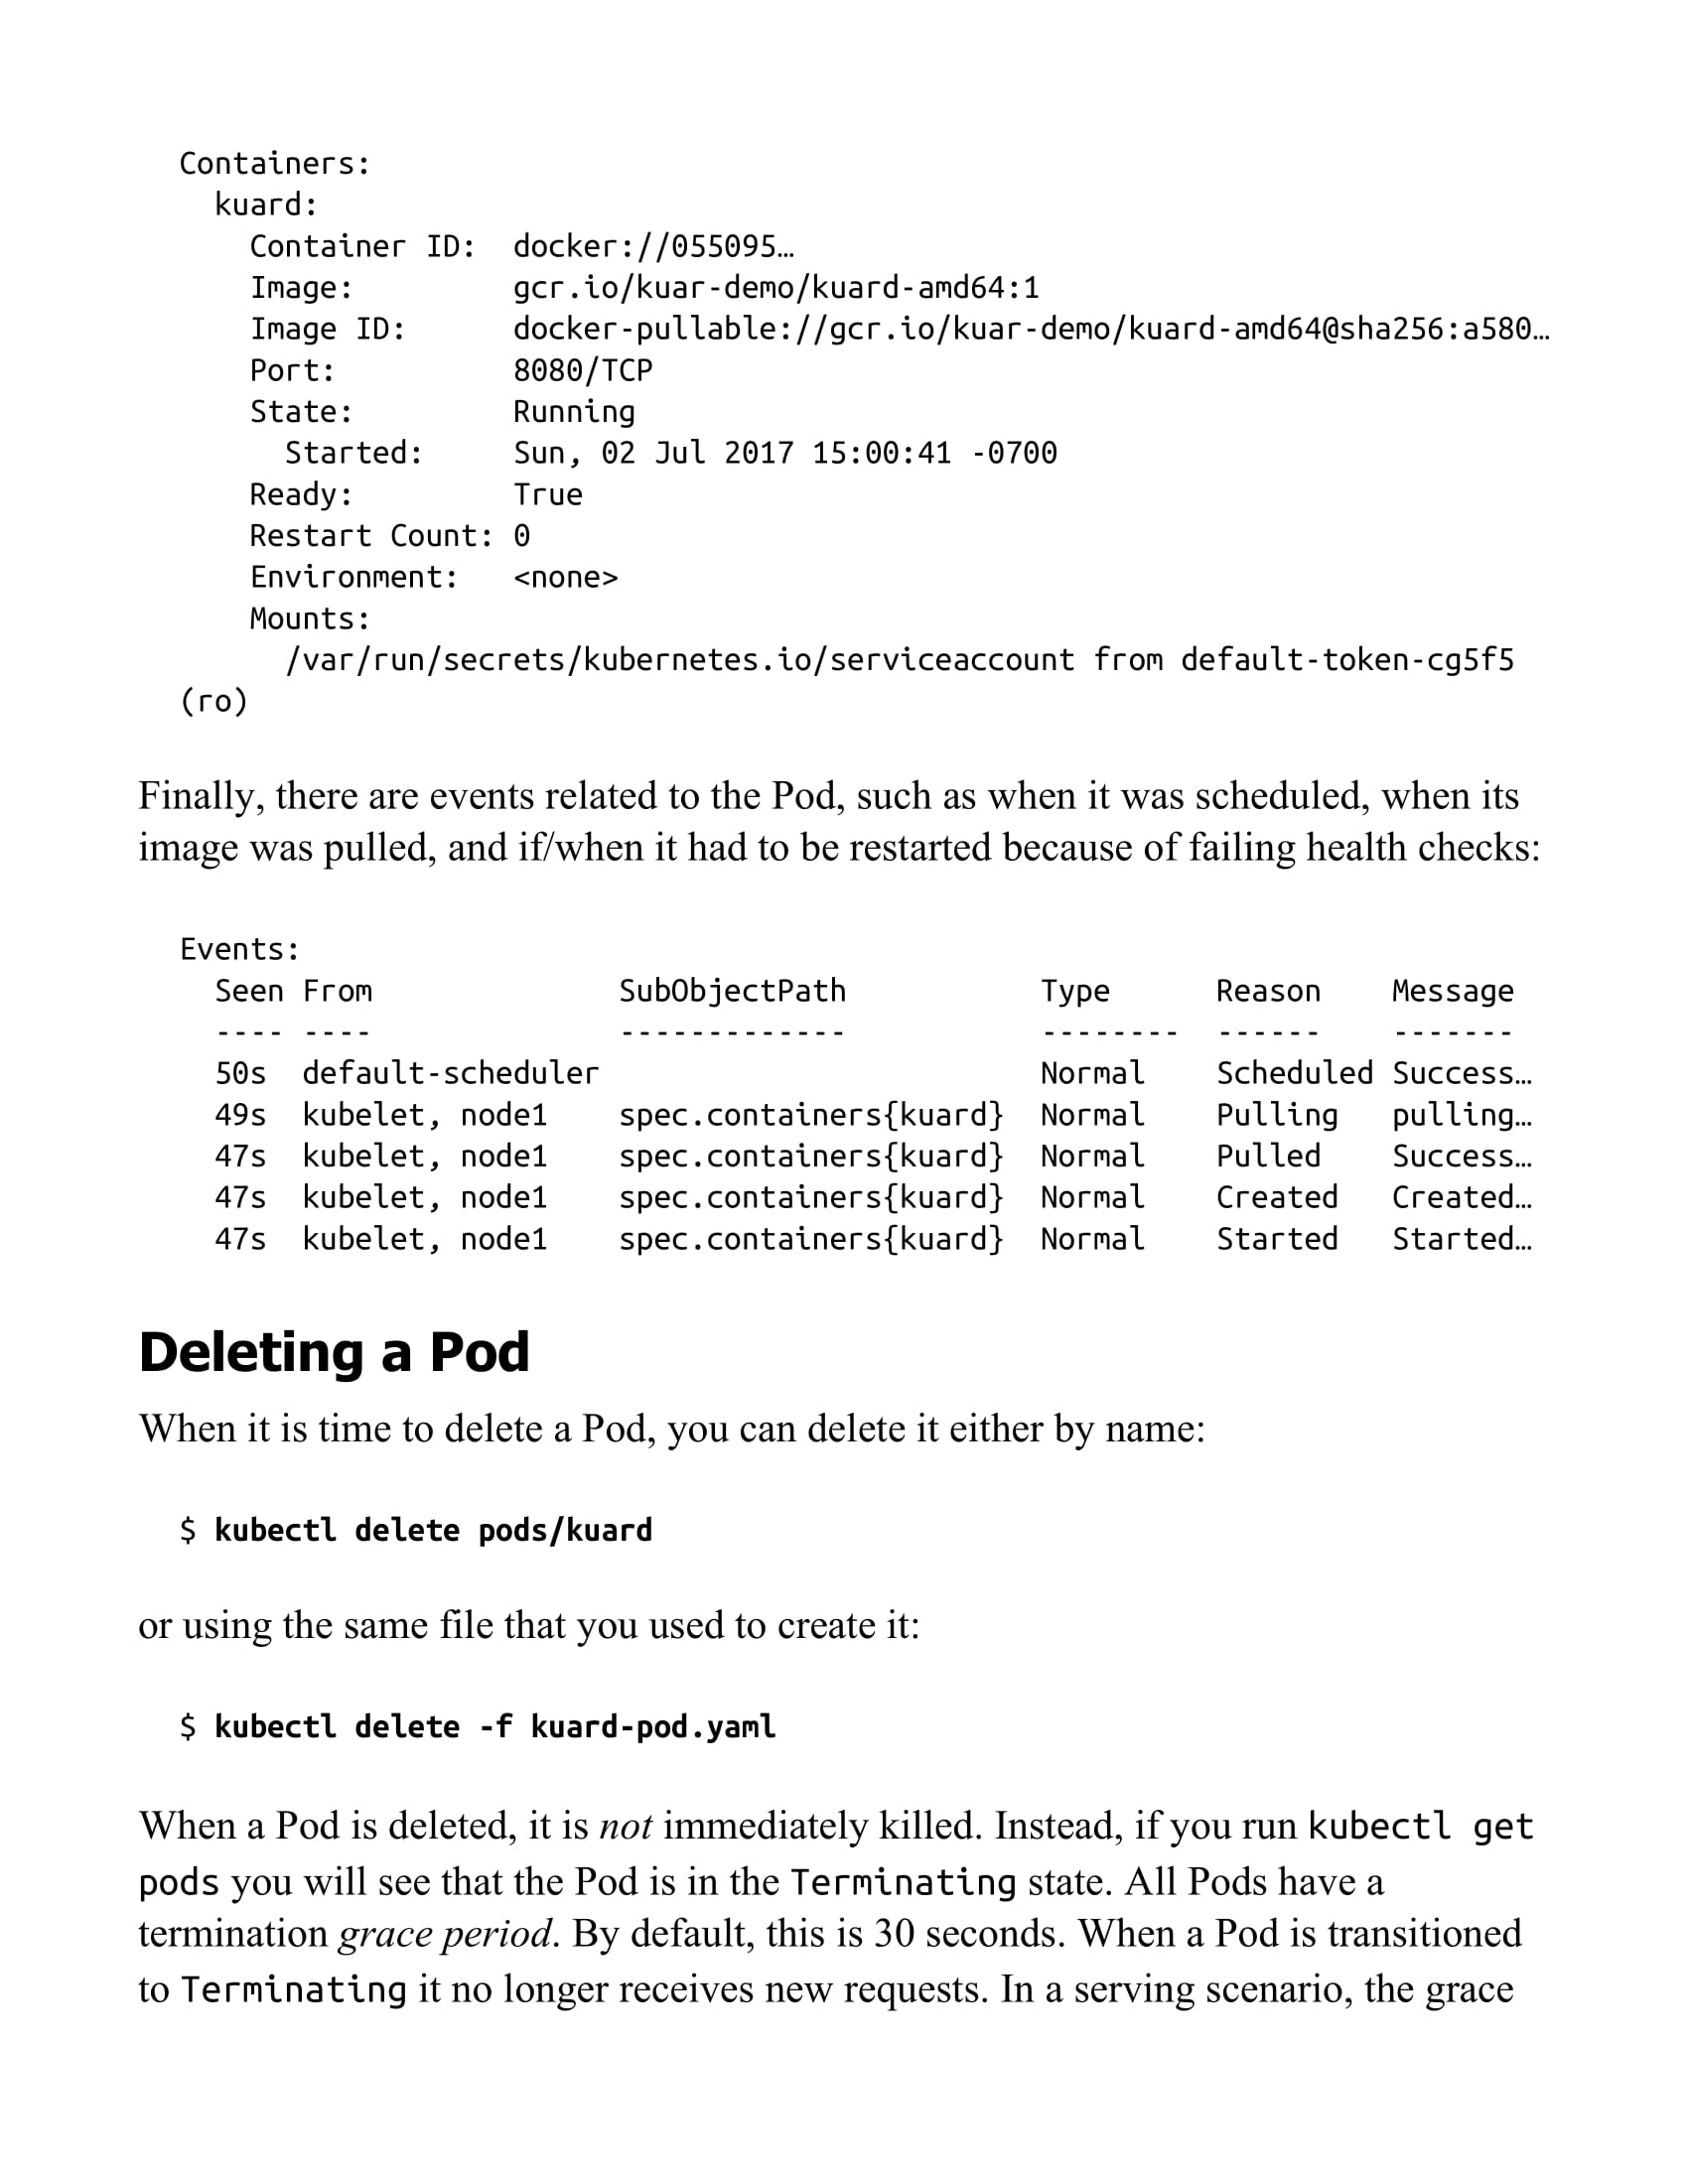 Containers:
  kuard:
    Container ID:  docker://055095…
    Image:         gcr.io/kuar-demo/kuard-amd64:1
    Image ID:      docker-pullable://gcr.io/kuar-demo/kuard-amd64@sha256:a580…
    Port:          8080/TCP
    State:         Running
      Started:     Sun, 02 Jul 2017 15:00:41 -0700
    Ready:         True
    Restart Count: 0
    Environment:   <none>
    Mounts:
      /var/run/secrets/kubernetes.io/serviceaccount from default-token-cg5f5
(ro)
Finally, there are events related to the Pod, such as when it was scheduled, when its
image was pulled, and if/when it had to be restarted because of failing health checks:
Events:
  Seen From              SubObjectPath           Type      Reason    Message
  ---- ----              -------------           --------  ------    -------
  50s  default-scheduler                         Normal    Scheduled Success…
  49s  kubelet, node1    spec.containers{kuard}  Normal    Pulling   pulling…
  47s  kubelet, node1    spec.containers{kuard}  Normal    Pulled    Success…
  47s  kubelet, node1    spec.containers{kuard}  Normal    Created   Created…
  47s  kubelet, node1    spec.containers{kuard}  Normal    Started   Started…
Deleting a Pod
When it is time to delete a Pod, you can delete it either by name:
$ kubectl delete pods/kuard
or using the same file that you used to create it:
$ kubectl delete -f kuard-pod.yaml
When a Pod is deleted, it is not immediately killed. Instead, if you run kubectl get
pods you will see that the Pod is in the Terminating state. All Pods have a
termination grace period. By default, this is 30 seconds. When a Pod is transitioned
to Terminating it no longer receives new requests. In a serving scenario, the grace